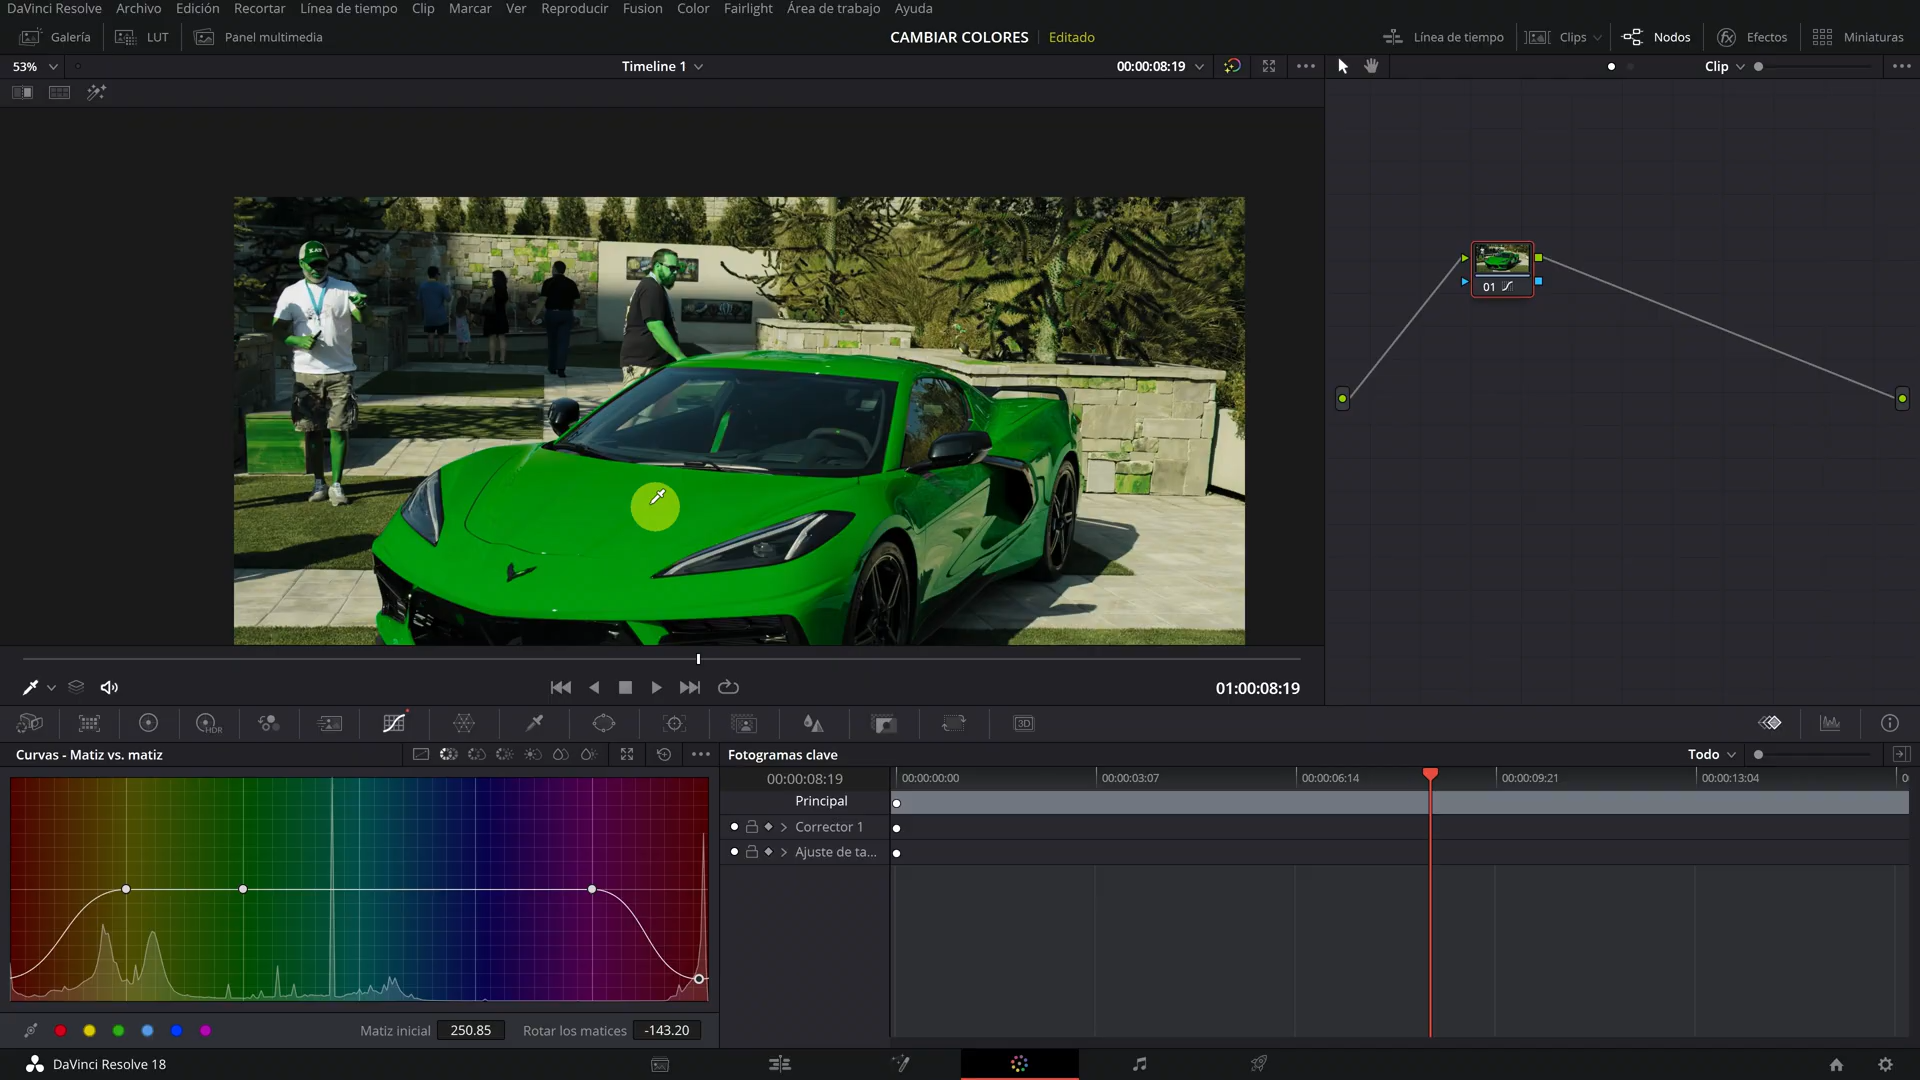 DaVinci Resolve Archivo Edición Recortar Línea de tiempo Clip Marcar Ver Reproducir Fusion Color Fairlight Área de trabajo Ayuda
Galería LUT Panel multimedia CAMBIAR COLORES Editado Línea de tiempo Clips Nodos Efectos Miniaturas
53% Timeline 1 00:00:08:19 Clip
01
01:00:08:19
HDR
3D
Curvas - Matiz vs. matiz
Fotogramas clave Todo
00:00:08:19 00:00:00:00 00:00:03:07 00:00:06:14 00:00:09:21 00:00:13:04
Principal
Corrector 1
Ajuste de ta...
Matiz inicial 250.85 Rotar los matices -143.20
DaVinci Resolve 18